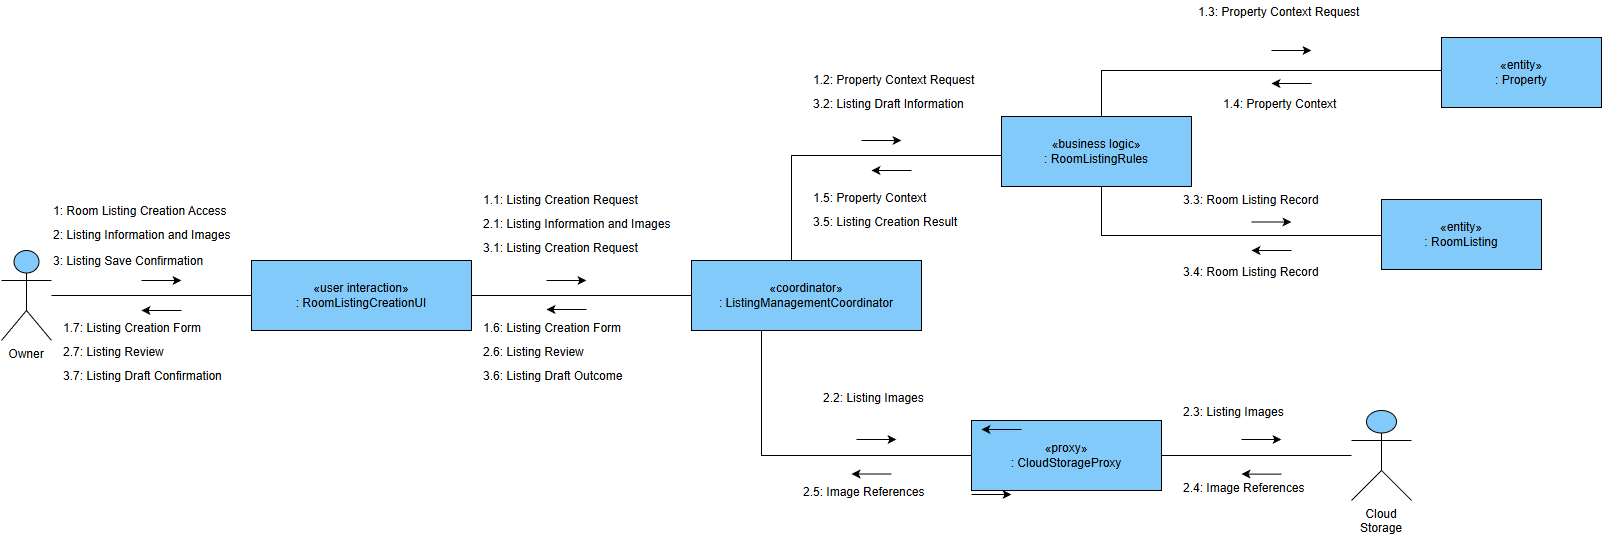 1.3: Property Context Request
«entity»
: Property
1.4: Property Context
1.2: Property Context Request
3.2: Listing Draft Information
«business logic»
: RoomListingRules
1.5: Property Context
3.5: Listing Creation Result
3.3: Room Listing Record
«entity»
: RoomListing
3.4: Room Listing Record
1: Room Listing Creation Access
2: Listing Information and Images
3: Listing Save Confirmation
Owner
1.7: Listing Creation Form
2.7: Listing Review
3.7: Listing Draft Confirmation
«user interaction»
: RoomListingCreationUI
1.1: Listing Creation Request
2.1: Listing Information and Images
3.1: Listing Creation Request
1.6: Listing Creation Form
2.6: Listing Review
3.6: Listing Draft Outcome
«coordinator»
: ListingManagementCoordinator
2.2: Listing Images
«proxy»
: CloudStorageProxy
2.5: Image References
2.3: Listing Images
2.4: Image References
Cloud
Storage